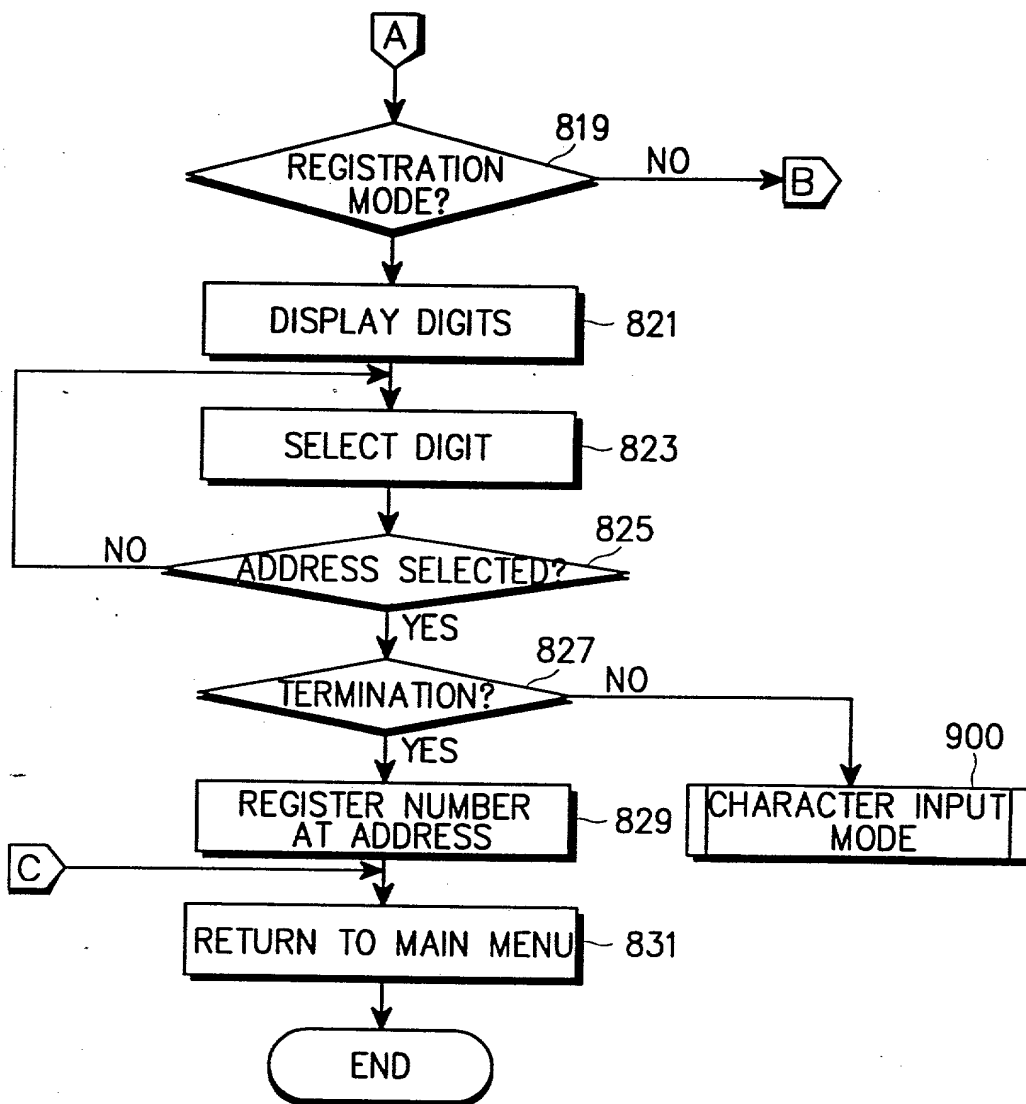 A
819
REGISTRATION
MODE?
NO
B
DISPLAY DIGITS
821
SELECT DIGIT
823
825
NO
ADDRESS SELECTED?
YES
827
TERMINATION?
NO
YES
900
REGISTER NUMBER
AT ADDRESS
829
CHARACTER INPUT
MODE
C
RETURN TO MAIN MENU
831
END